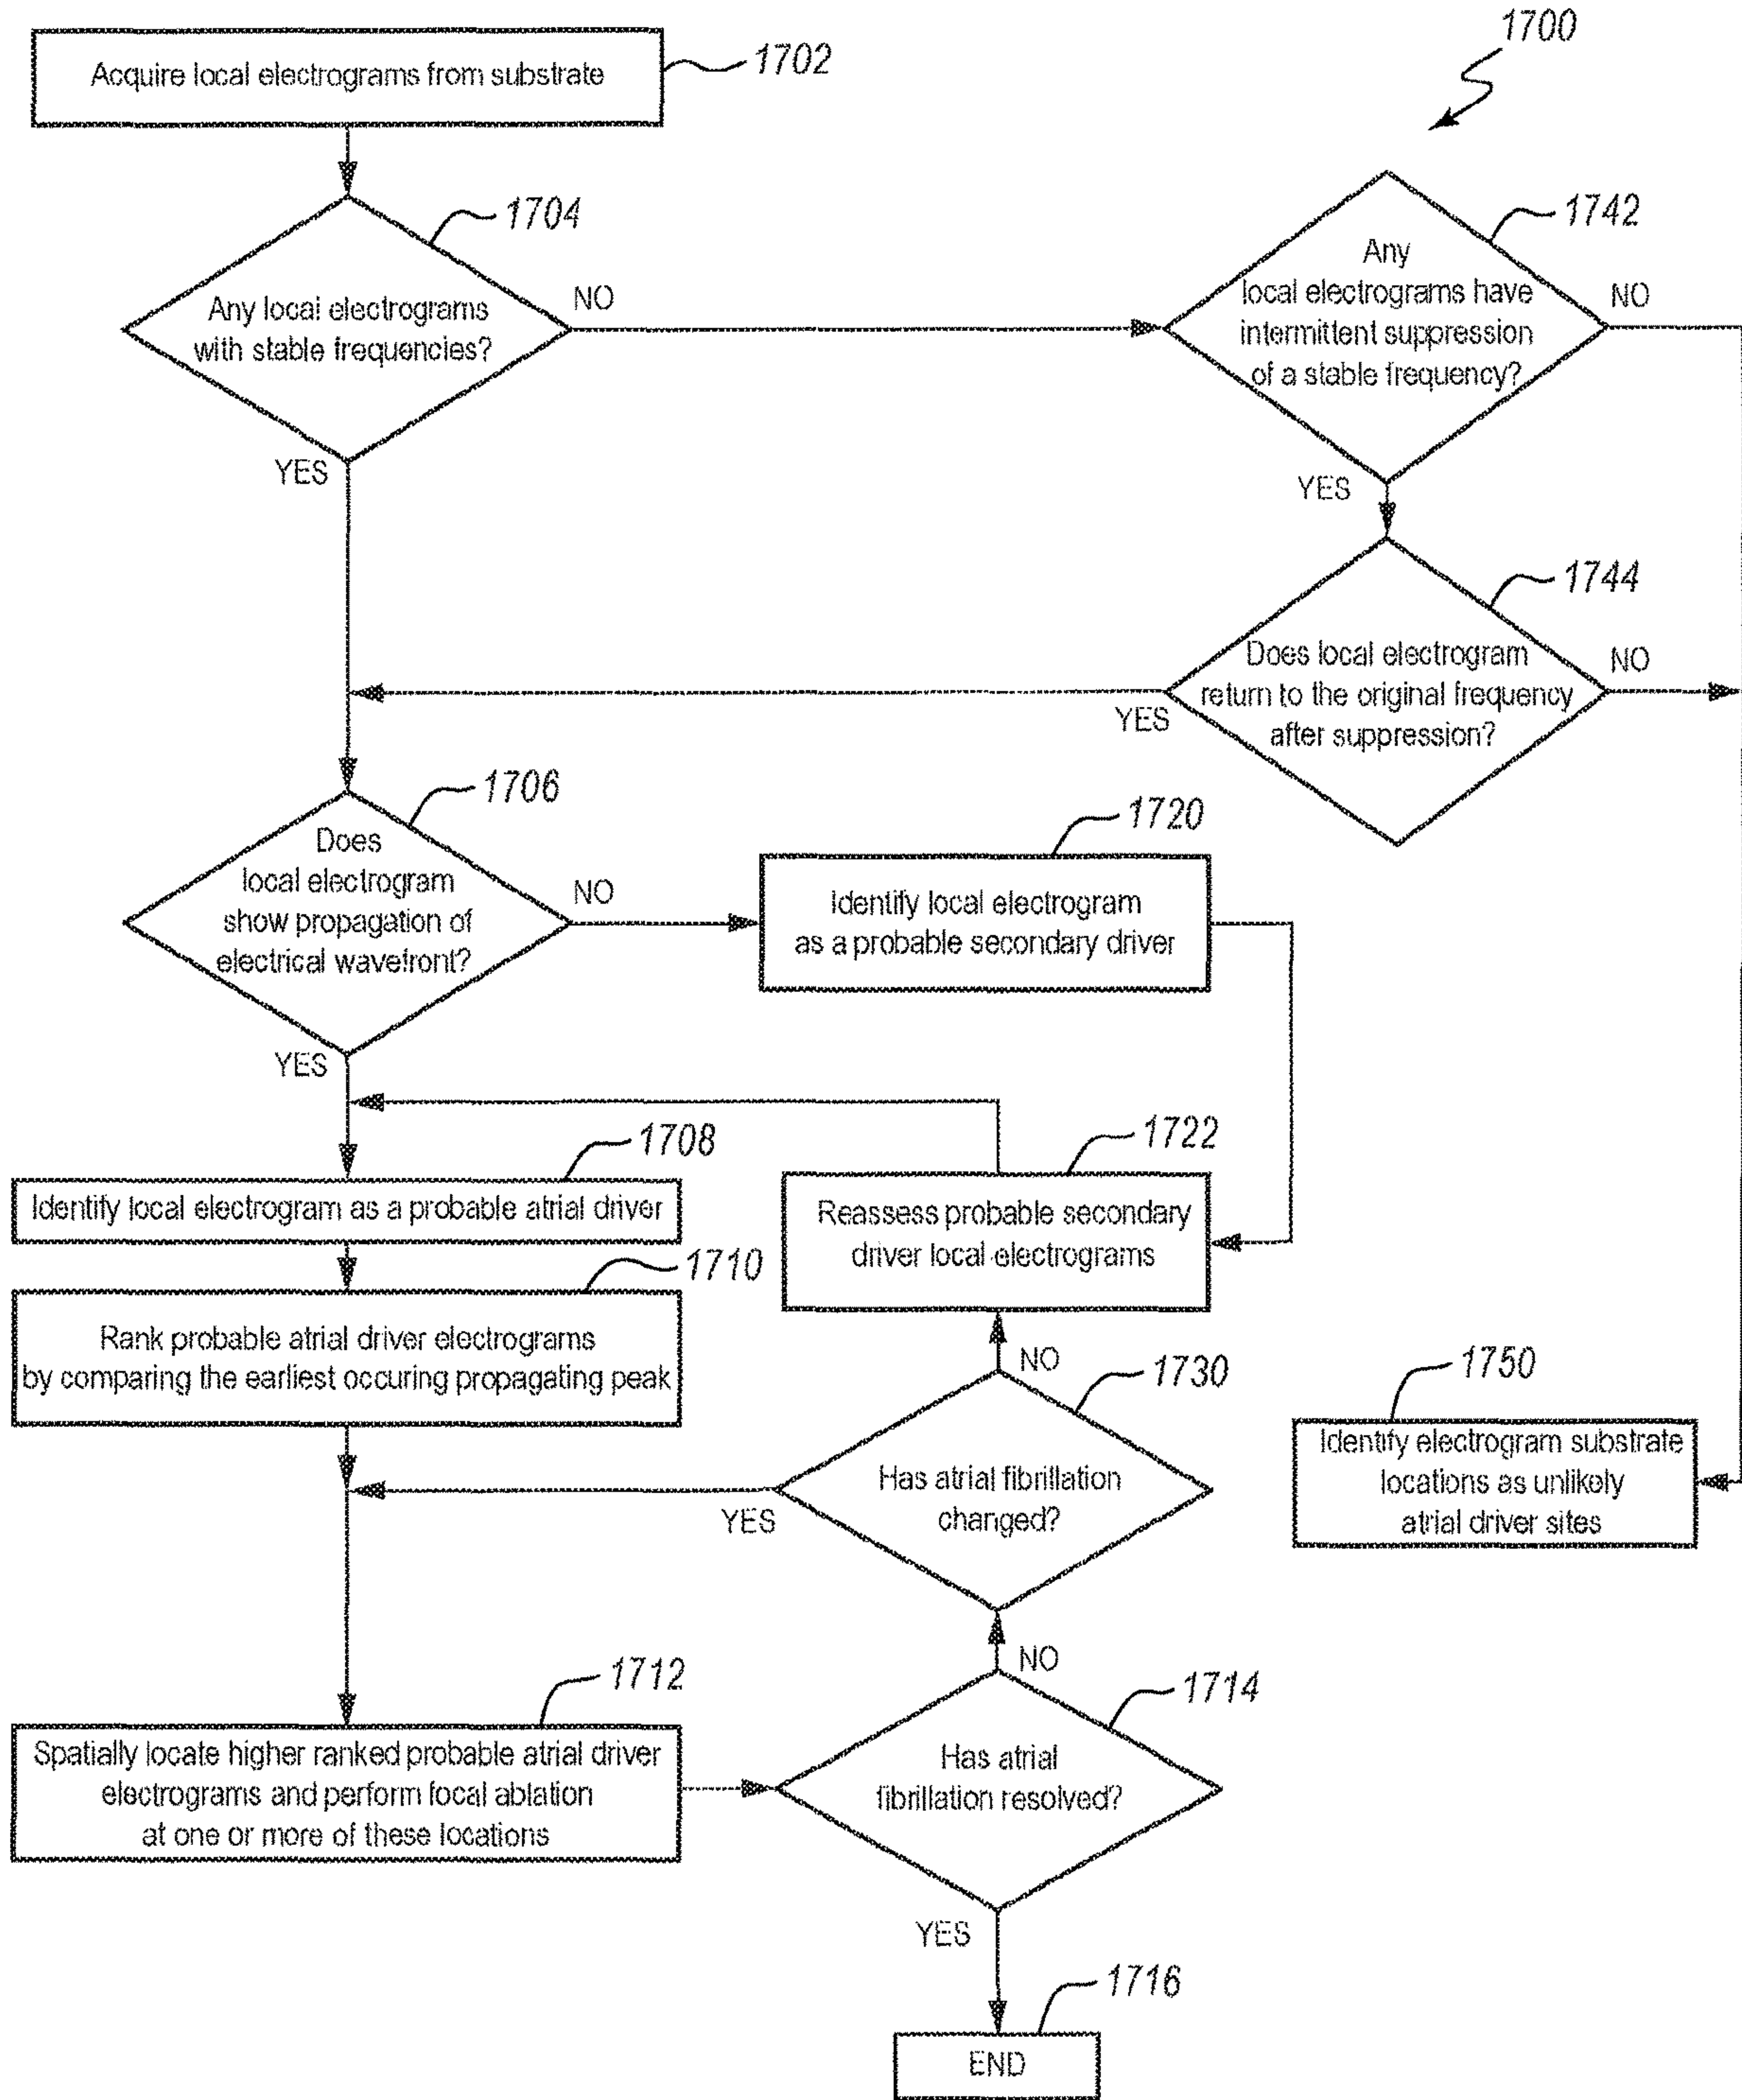 1700
Acquire local electrograms from substrate
1702
1704
Any local electrograms
with stable frequencies?
NO
YES
1742
Any
local electrograms have
intermittent suppression
of a stable frequency?
NO
YES
1744
Does local electrogram
return to the original frequency
after suppression?
NO
YES
1706
Does
local electrogram
show propagation of
electrical wavefront?
NO
YES
1720
Identify local electrogram
as a probable secondary driver
1708
Identify local electrogram as a probable atrial driver
1722
Reassess probable secondary
driver local electrograms
1710
Rank probable atrial driver electrograms
by comparing the earliest occuring propagating peak
NO
1730
Has atrial fibrillation
changed?
YES
1750
Identify electrogram substrate
locations as unlikely
atrial driver sites
1712
Spatially locate higher ranked probable atrial driver
electrograms and perform focal ablation
at one or more of these locations
NO
1714
Has atrial
fibrillation resolved?
YES
1716
END